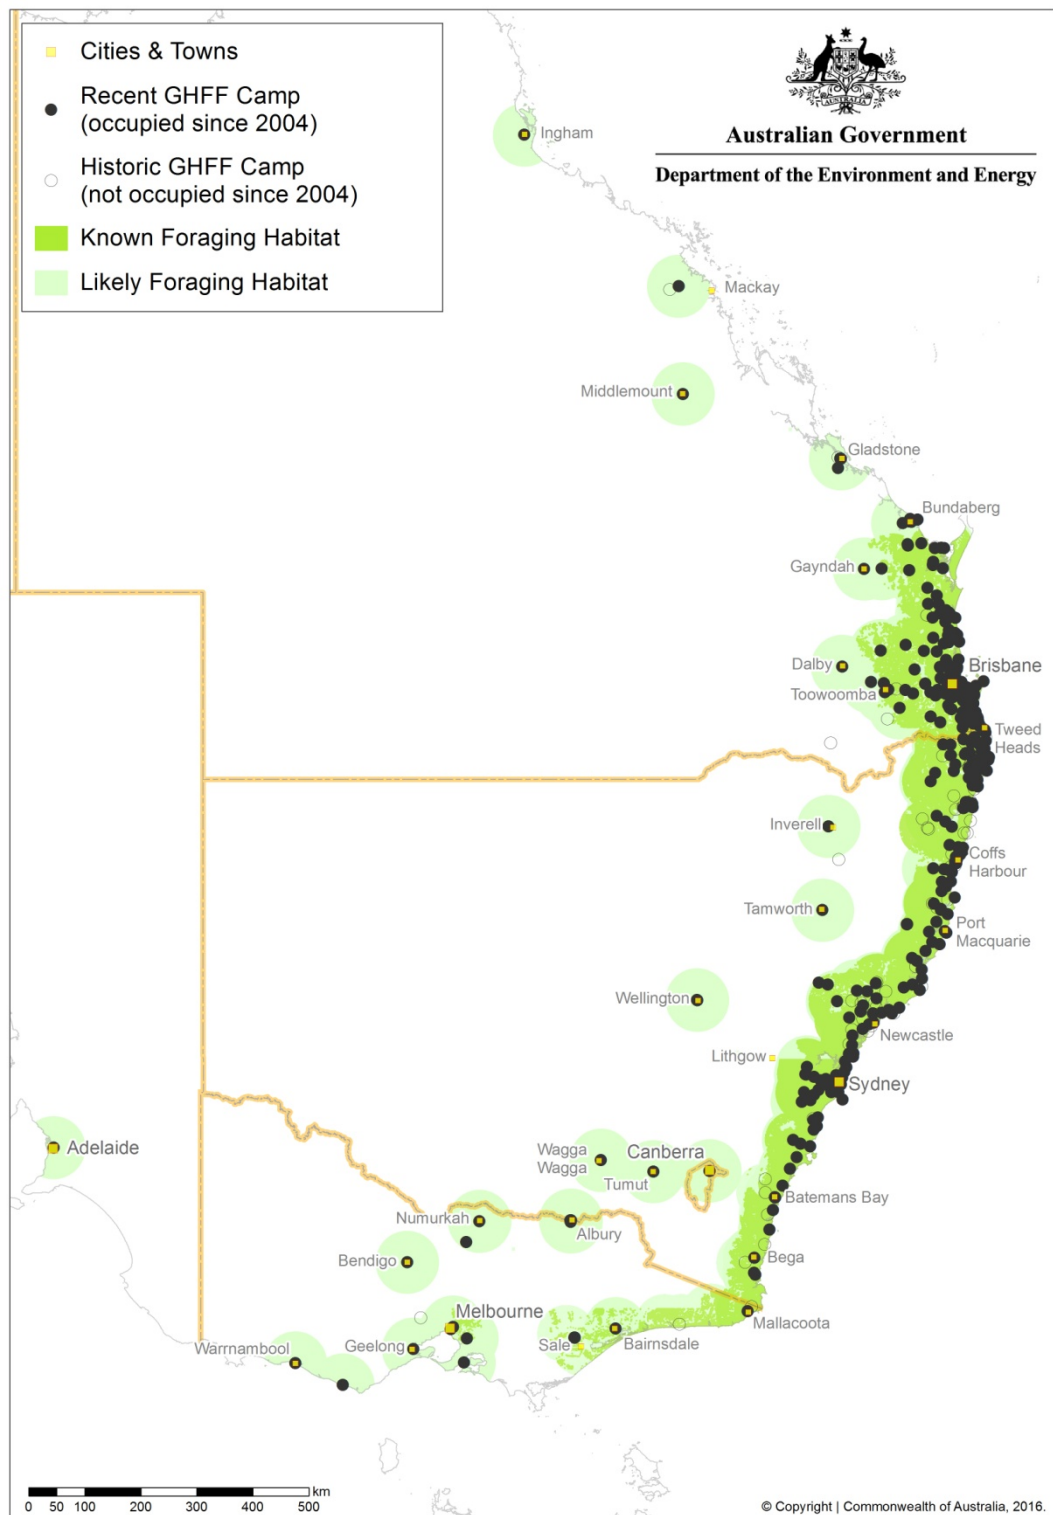 Cities & Towns
Recent GHFF Camp
(occupied since 2004)
Historic GHFF Camp
(not occupied since 2004)
Known Foraging Habitat
Likely Foraging Habitat
AUSTRALIA
Australian Government
Department of the Environment and Energy
Ingham
Mackay
Middlemount
Gladstone
Bundaberg
Gayndah
Dalby
Brisbane
Toowoomba
Tweed
Heads
Inverell
Coffs
Harbour
Tamworth
Port
Macquarie
Wellington
Newcastle
Lithgow
Sydney
Adelaide
Wagga
Wagga
Canberra
Tumut
Batemans Bay
Numurkah
Albury
Bendigo
Bega
Melbourne
Mallacoota
Warrnambool
Geelong
Sale
Bairnsdale
km
0 50 100 200 300 400 500
© Copyright | Commonwealth of Australia, 2016.